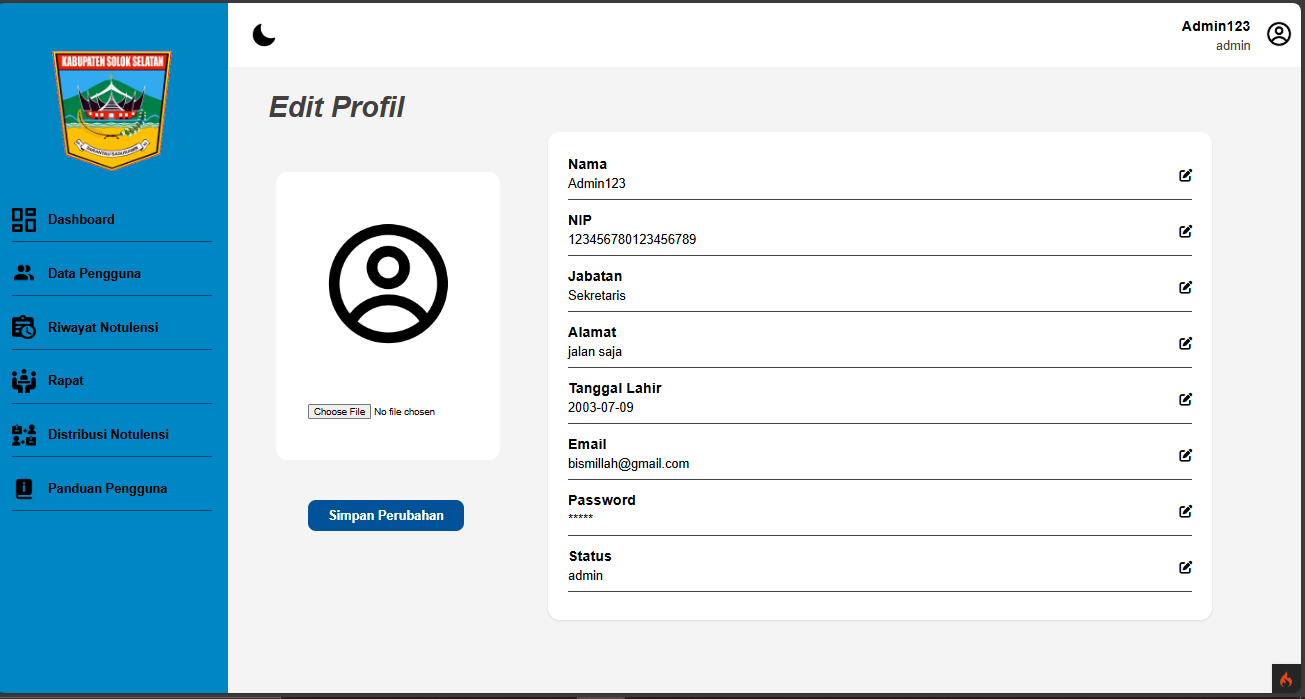 KABUPATEN SOLOK SELATAN
Admin123
admin
Edit Profil
Dashboard
Data Pengguna
Riwayat Notulensi
Rapat
Distribusi Notulensi
Panduan Pengguna
Choose File No file chosen
Simpan Perubahan
Nama
Admin123
NIP
123456780123456789
Jabatan
Sekretaris
Alamat
jalan saja
Tanggal Lahir
2003-07-09
Email
bismillah@gmail.com
Password
*****
Status
admin